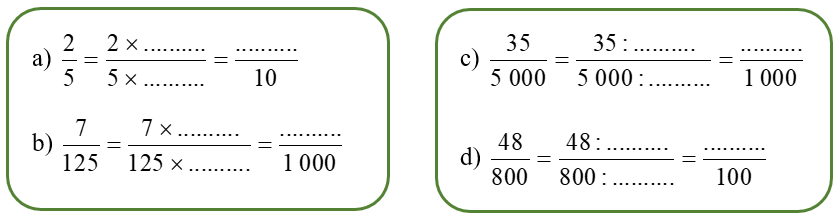 a) 2/5 = 2 × ........../5 × .......... = ........../10
b) 7/125 = 7 × ........../125 × .......... = ........../1 000
c) 35/5 000 = 35 : ........../5 000 : .......... = ........../1 000
d) 48/800 = 48 : ........../800 : .......... = ........../100